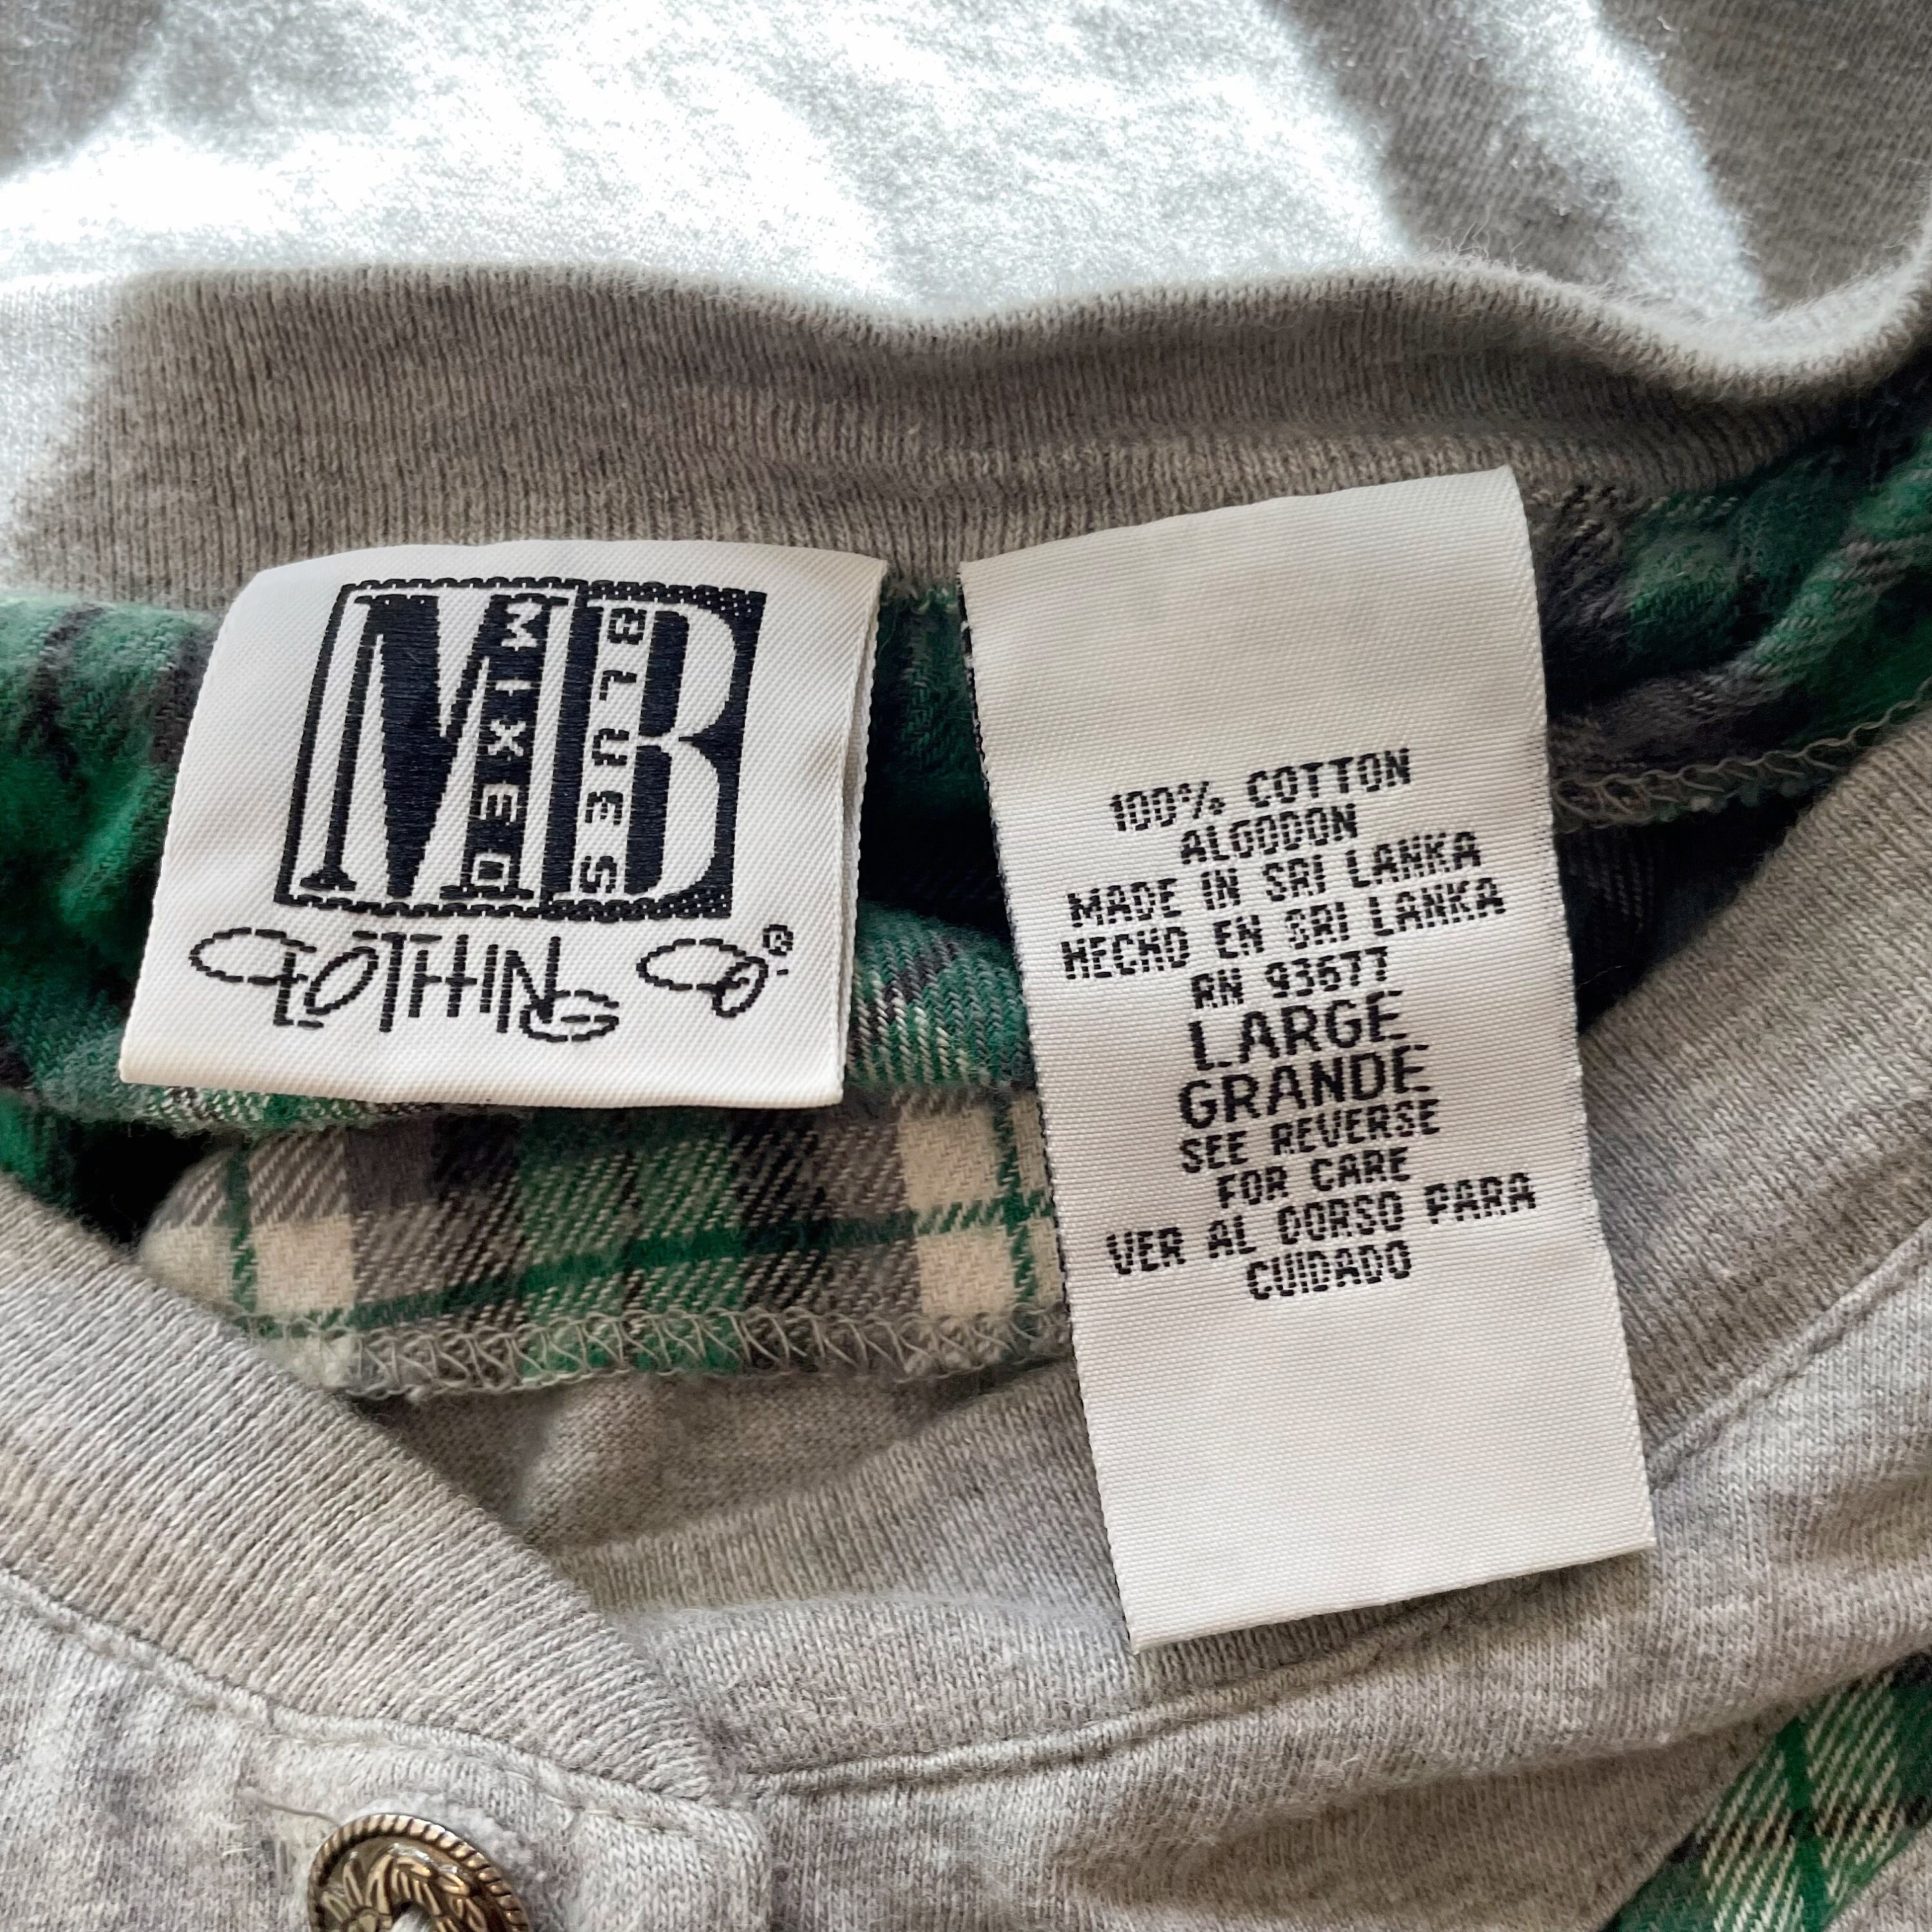 MB
MIXED
BLUES
CLOTHING CO®
100% COTTON
ALGODON
MADE IN SRI LANKA
HECHO EN SRI LANKA
RN 93677
LARGE
GRANDE
SEE REVERSE
FOR CARE
VER AL DORSO PARA
CUIDADO